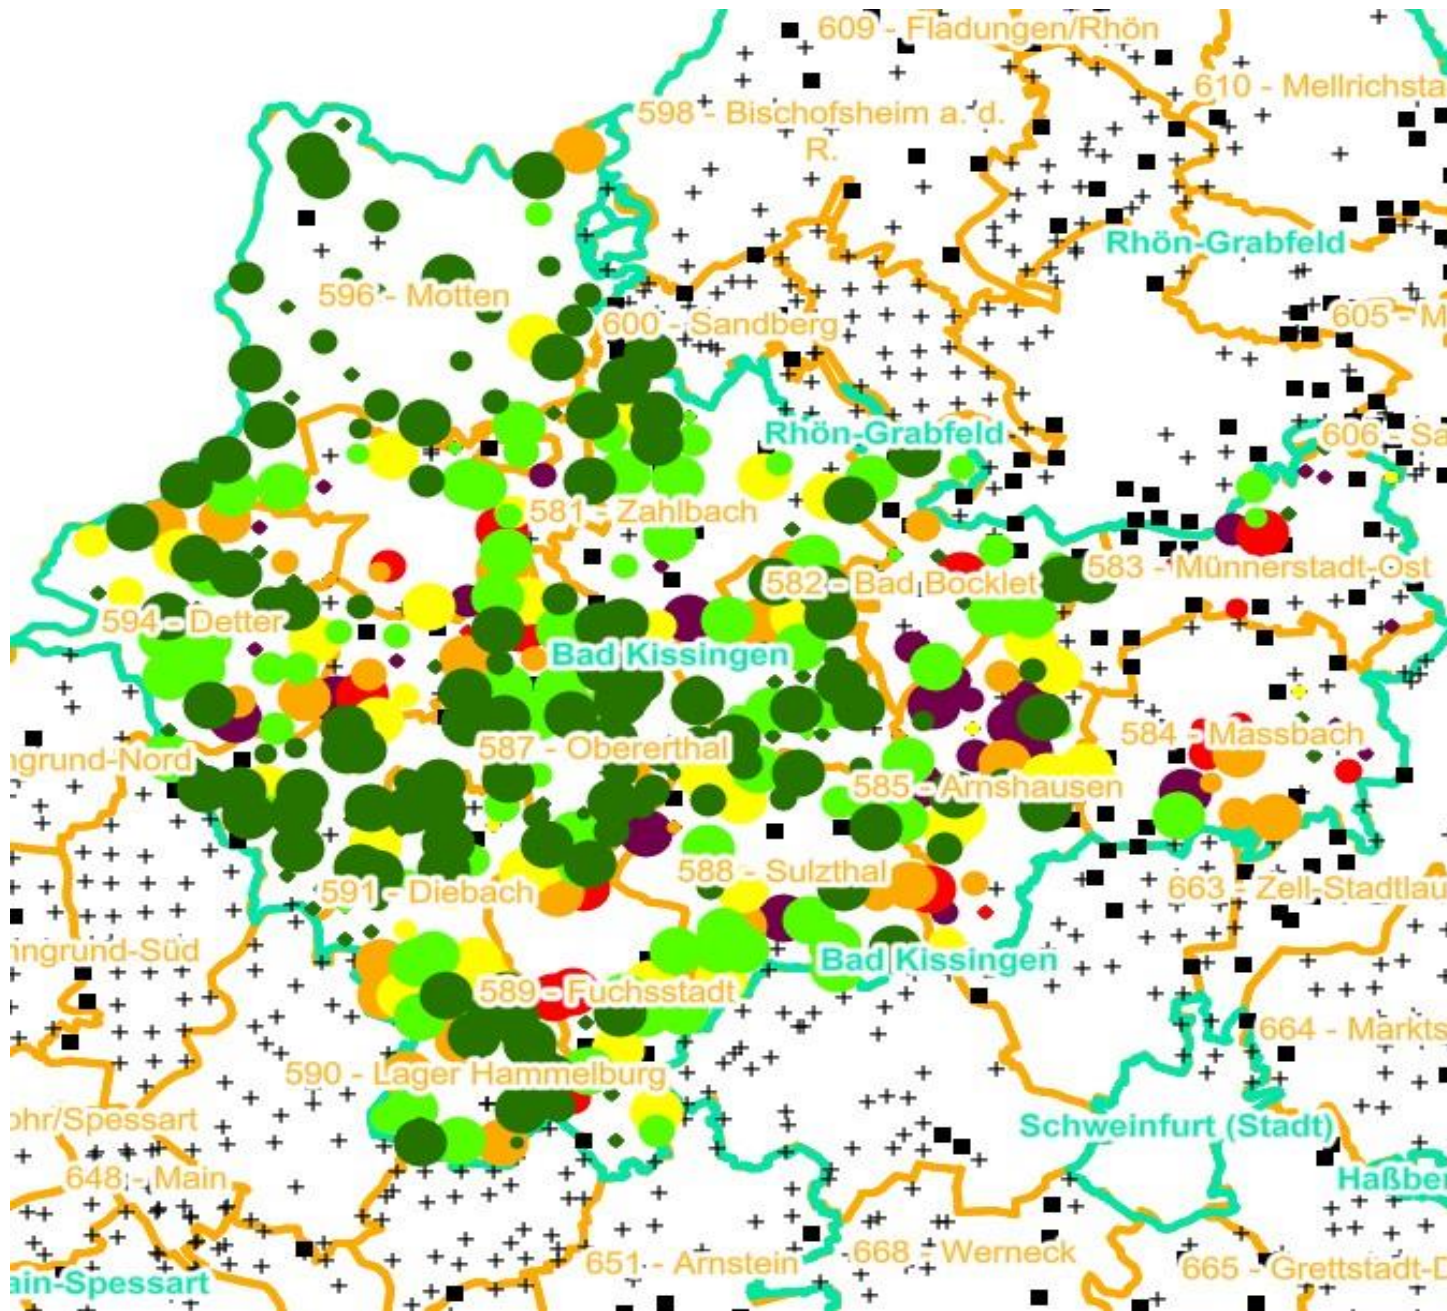 609 - Fladungen/Rhön
610 - Mellrichsta
598 - Bischofsheim a. d.
R.
Rhön-Grabfeld
596 - Motten
600 - Sandberg
605 - M
Rhön-Grabfeld
606 - Sa
581 - Zahlbach
582 - Bad Bocklet
583 - Münnerstadt-Ost
594 - Detter
Bad Kissingen
584 - Massbach
587 - Obererthal
ngrund-Nord
585 - Arnshausen
588 - Sulzthal
591 - Diebach
663 - Zell-Stadtlau
nngrund-Süd
Bad Kissingen
589 - Fuchsstadt
664 - Markts
590 - Lager Hammelburg
ohr/Spessart
Schweinfurt (Stadt)
648 - Main
Haßber
651 - Arnstein
668 - Werneck
665 - Grettstadt-D
ain-Spessart